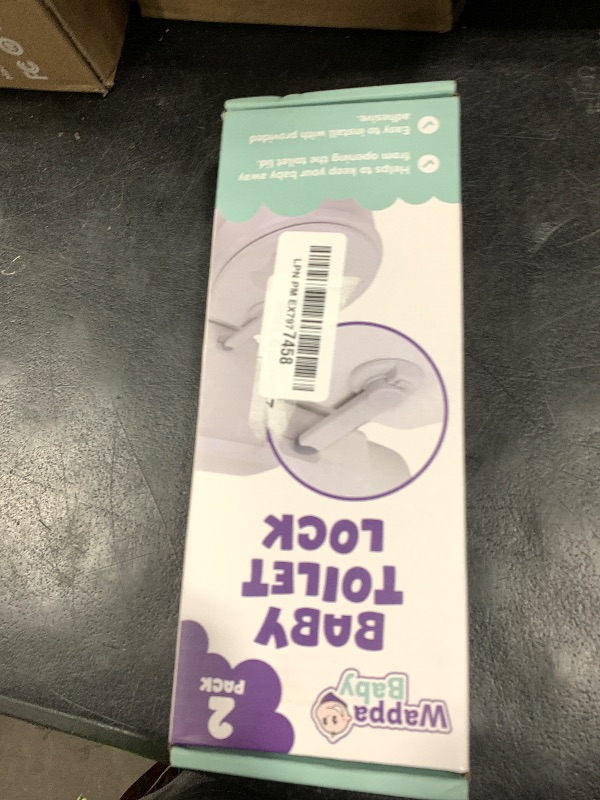 Wappa
Baby
2
PACK
BABY
TOILET
LOCK
LPN PM EX797 7458
Helps to keep your baby away
from opening the toilet lid.
Easy to install with provided
adhesive.